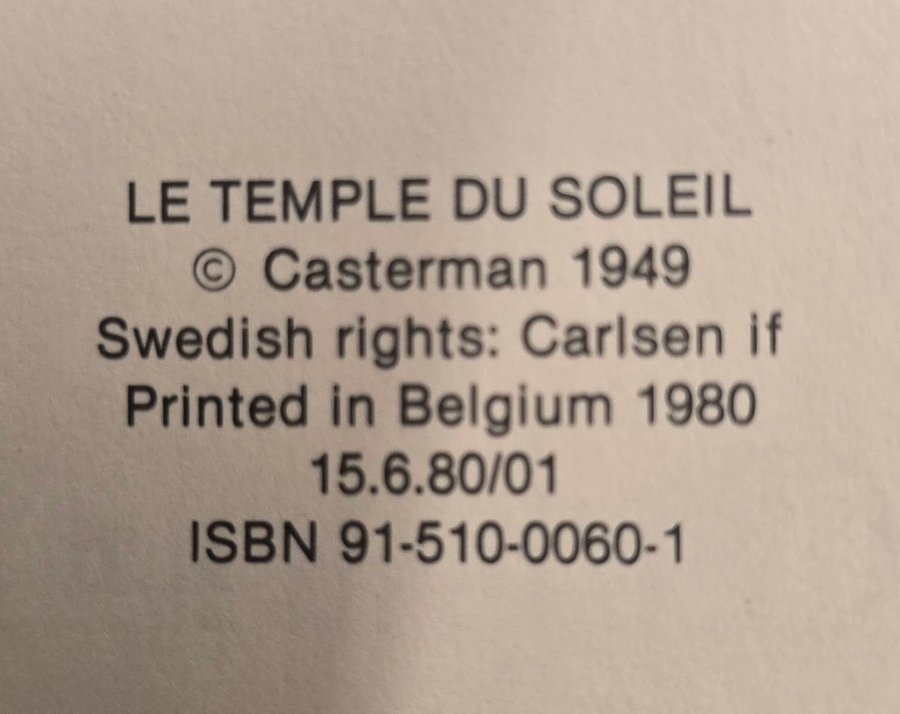 LE TEMPLE DU SOLEIL
© Casterman 1949
Swedish rights: Carlsen if
Printed in Belgium 1980
15.6.80/01
ISBN 91-510-0060-1